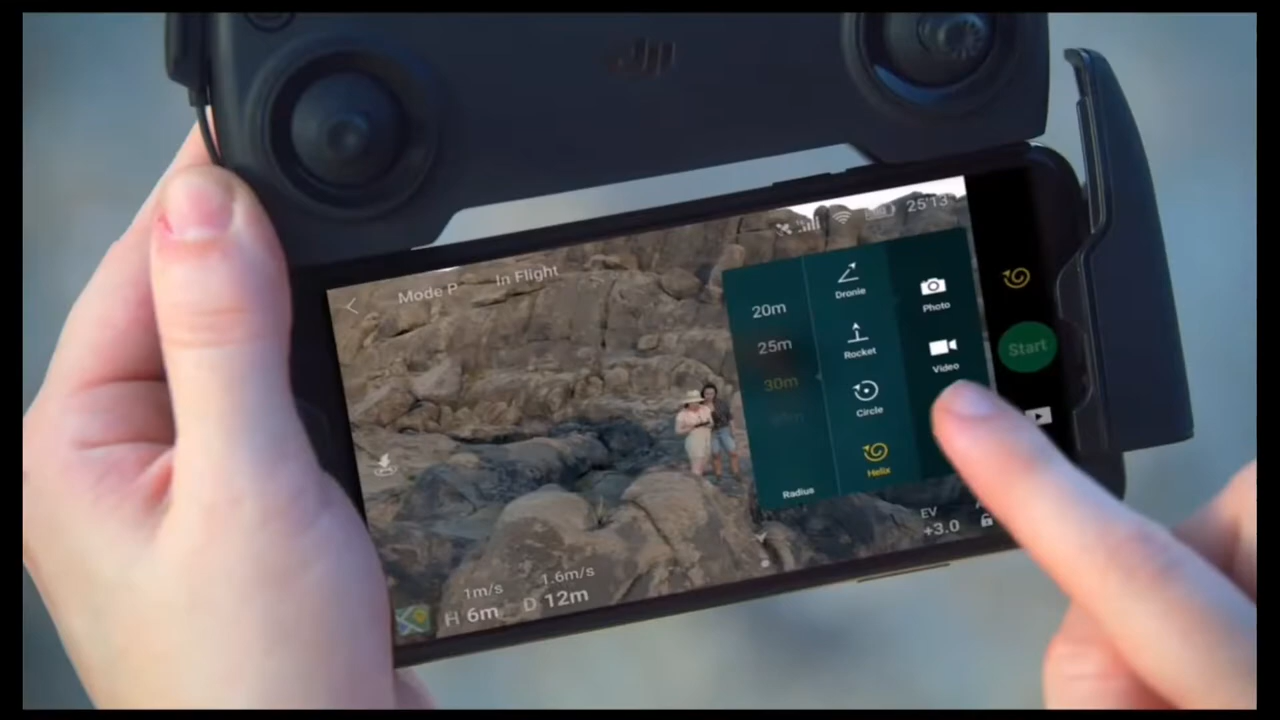 dji
25'13
Mode P
In Flight
20m
25m
30m
Radius
Dronie
Rocket
Circle
Helix
Photo
Video
Start
EV
+3.0
1m/s
1.6m/s
H 6m
D 12m